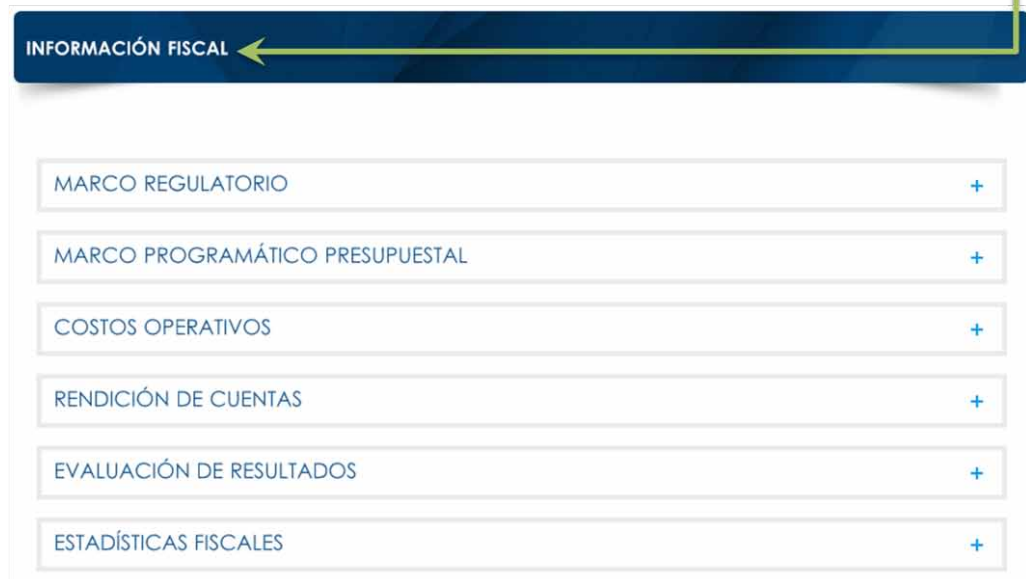 INFORMACIÓN FISCAL
MARCO REGULATORIO +
MARCO PROGRAMÁTICO PRESUPUESTAL +
COSTOS OPERATIVOS +
RENDICIÓN DE CUENTAS +
EVALUACIÓN DE RESULTADOS +
ESTADÍSTICAS FISCALES +